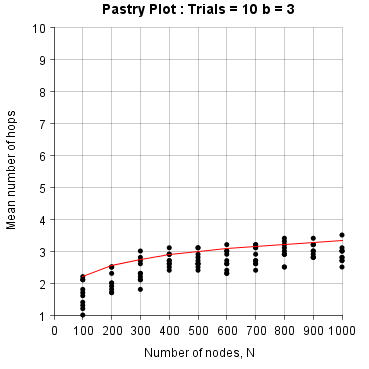 Pastry Plot : Trials = 10 b = 3
10
9
8
7
6
5
4
3
2
1
Mean number of hops
0 100 200 300 400 500 600 700 800 900 1000
Number of nodes, N